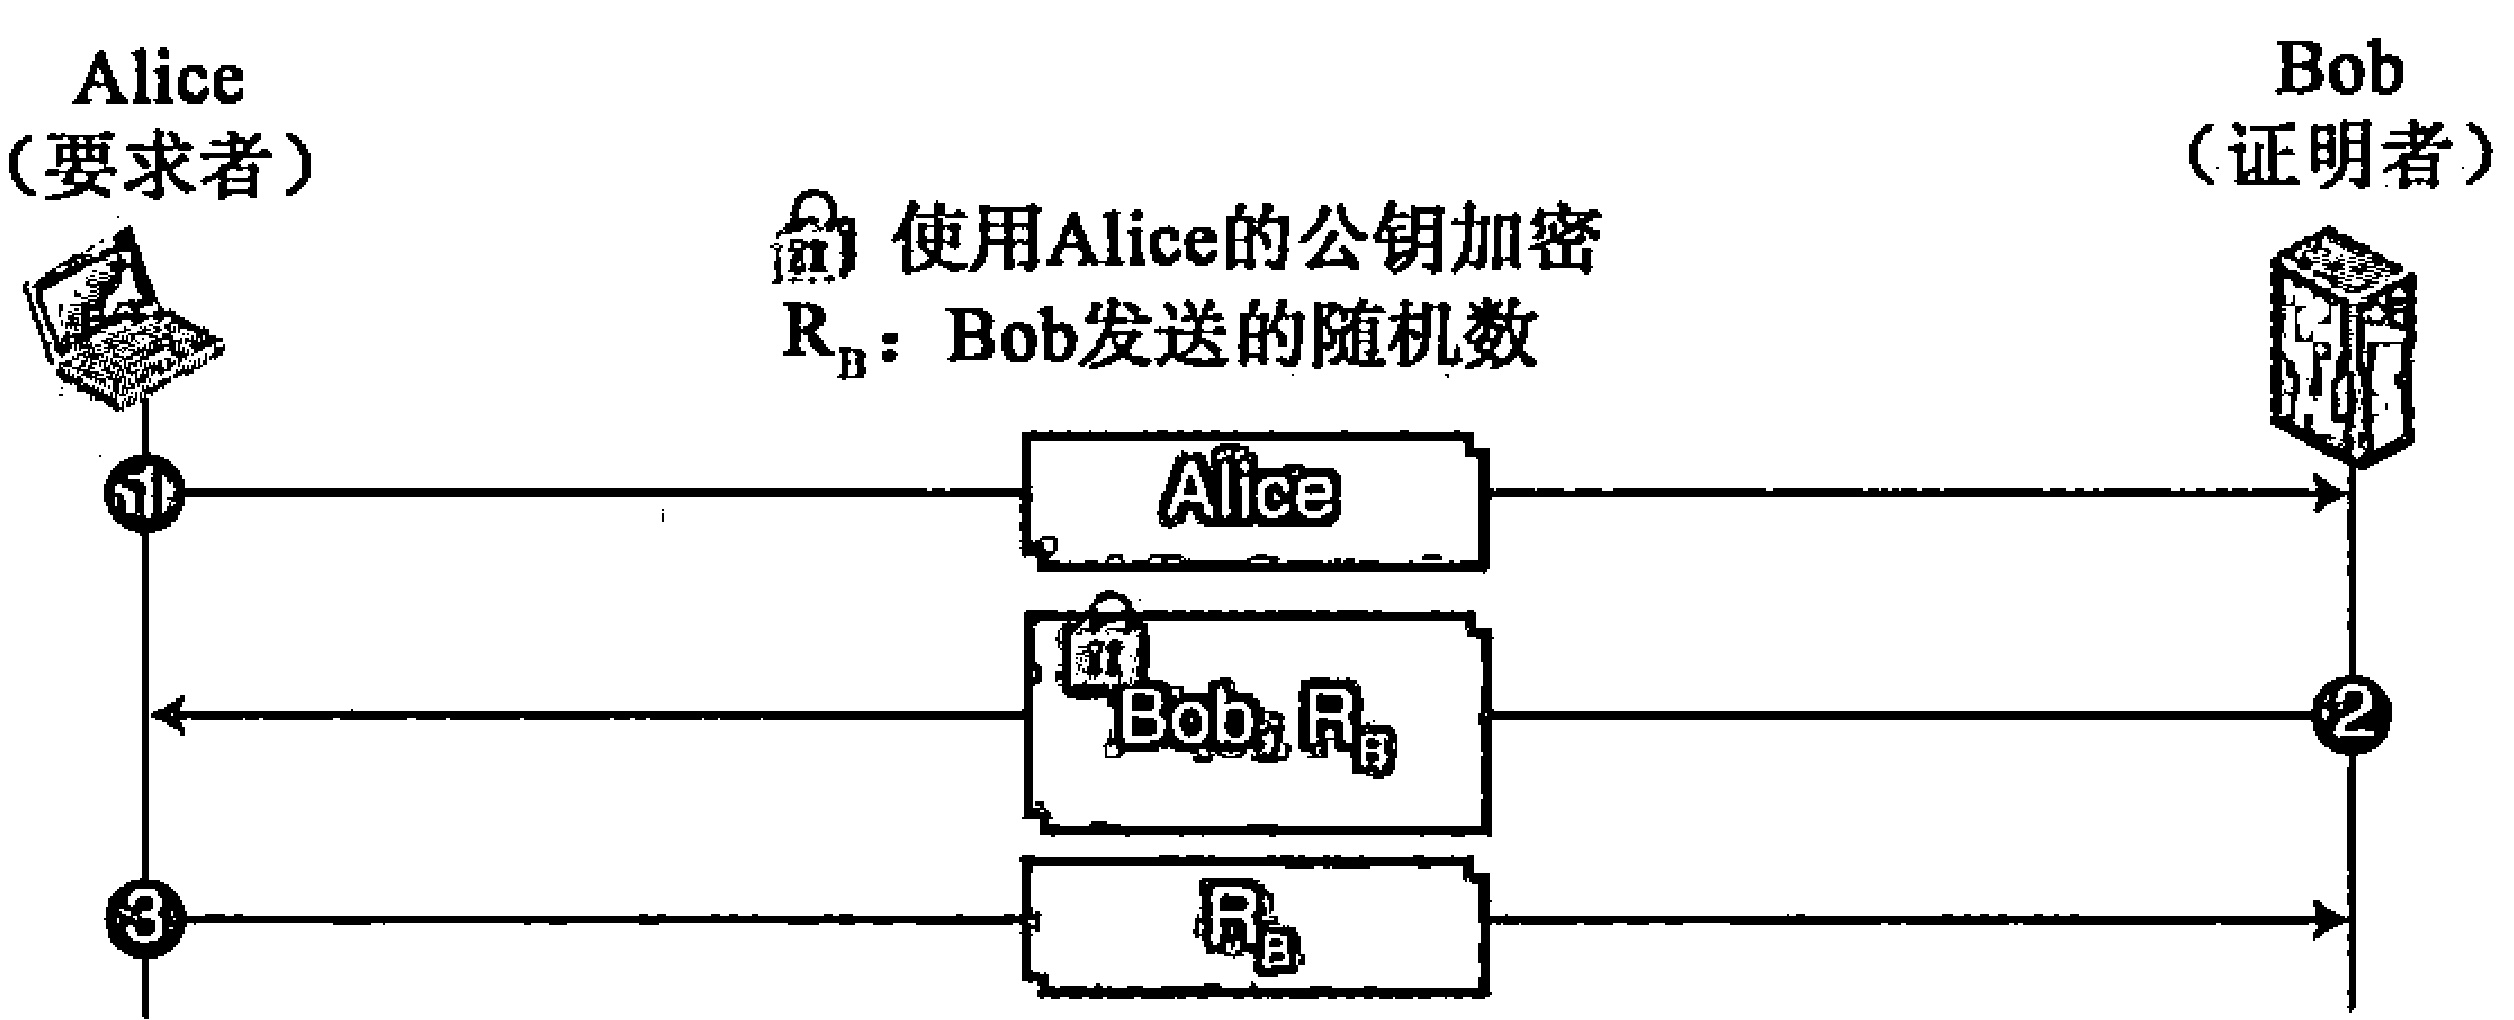 Alice
(要求者)
Bob
(证明者)
使用Alice的公钥加密
R_B：Bob发送的随机数
1
Alice
Bob, R_B
2
3
R_B